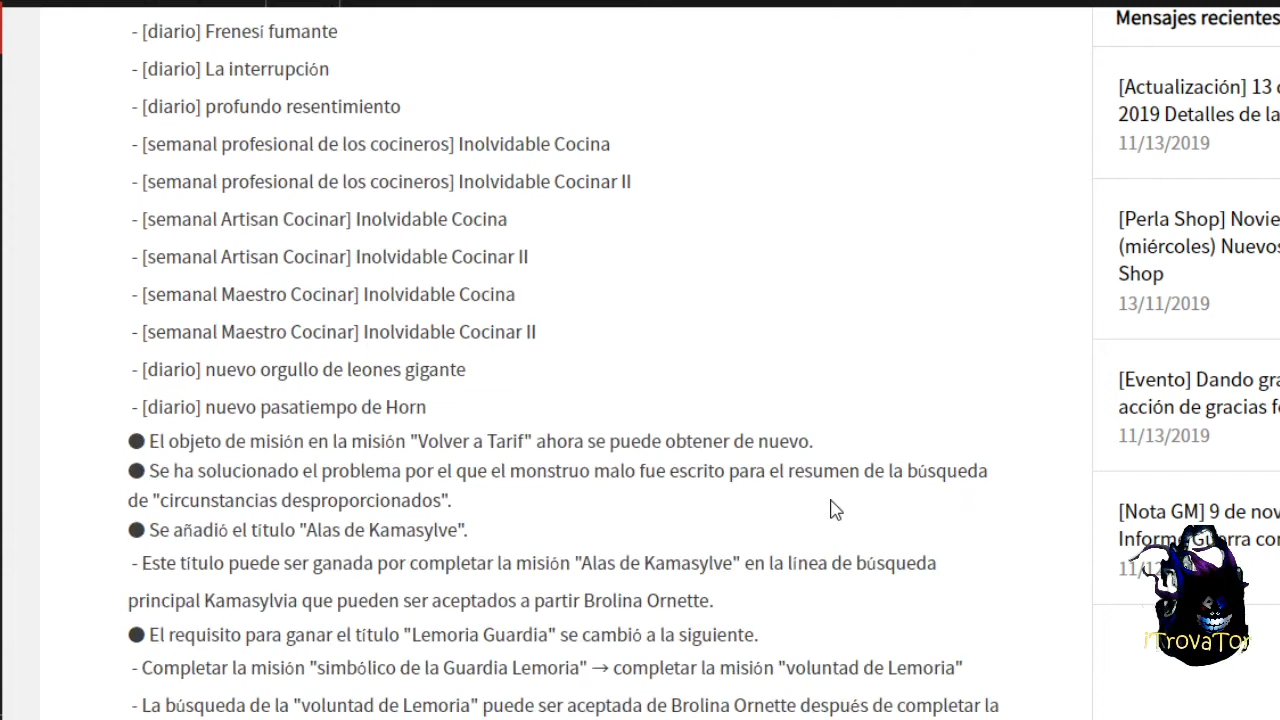 - [diario] Frenesí fumante
- [diario] La interrupción
- [diario] profundo resentimiento
- [semanal profesional de los cocineros] Inolvidable Cocina
- [semanal profesional de los cocineros] Inolvidable Cocinar II
- [semanal Artisan Cocinar] Inolvidable Cocina
- [semanal Artisan Cocinar] Inolvidable Cocinar II
- [semanal Maestro Cocinar] Inolvidable Cocina
- [semanal Maestro Cocinar] Inolvidable Cocinar II
- [diario] nuevo orgullo de leones gigante
- [diario] nuevo pasatiempo de Horn
● El objeto de misión en la misión "Volver a Tarif" ahora se puede obtener de nuevo.
● Se ha solucionado el problema por el que el monstruo malo fue escrito para el resumen de la búsqueda
de "circunstancias desproporcionados".
● Se añadió el título "Alas de Kamasylve".
- Este título puede ser ganada por completar la misión "Alas de Kamasylve" en la línea de búsqueda
principal Kamasylvia que pueden ser aceptados a partir Brolina Ornette.
● El requisito para ganar el título "Lemoria Guardia" se cambió a la siguiente.
- Completar la misión "simbólico de la Guardia Lemoria" → completar la misión "voluntad de Lemoria"
- La búsqueda de la "voluntad de Lemoria" puede ser aceptada de Brolina Ornette después de completar la
Mensajes recientes
[Actualización] 13
2019 Detalles de la
11/13/2019
[Perla Shop] Novie
(miércoles) Nuevos
Shop
13/11/2019
[Evento] Dando gra
acción de gracias
11/13/2019
[Nota GM] 9 de nov
Informe Guerra con
iTrovaTor